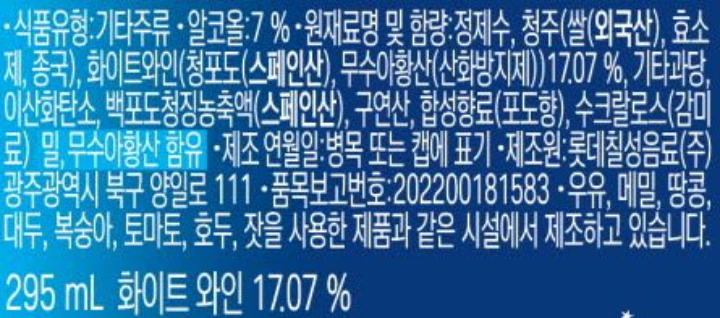 •식품유형:기타주류 •알코올:7 % •원재료명 및 함량:정제수, 청주(쌀(외국산), 효소
제, 종국), 화이트와인(청포도(스페인산), 무수아황산(산화방지제))17.07 %, 기타과당,
이산화탄소, 백포도청징농축액(스페인산), 구연산, 합성향료(포도향), 수크랄로스(감미
료) 밀, 무수아황산 함유 •제조 연월일:병목 또는 캡에 표기 •제조원:롯데칠성음료(주)
광주광역시 북구 양일로 111 •품목보고번호:202200181583 •우유, 메밀, 땅콩,
대두, 복숭아, 토마토, 호두, 잣을 사용한 제품과 같은 시설에서 제조하고 있습니다.
295 mL 화이트 와인 17.07 %